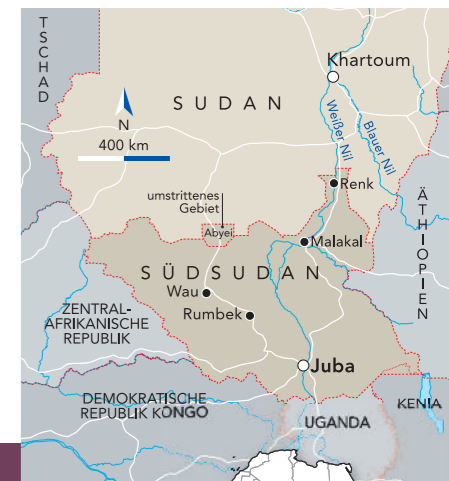 TSCHAD
Khartoum
SUDAN
N
400 km
Weißer Nil
Blauer Nil
Renk
umstrittenes
Gebiet
Abyei
ÄTHIOPIEN
Malakal
SÜDSUDAN
Wau
Rumbek
ZENTRAL-
AFRIKANISCHE
REPUBLIK
Juba
DEMOKRATISCHE
REPUBLIK KONGO
UGANDA
KENIA